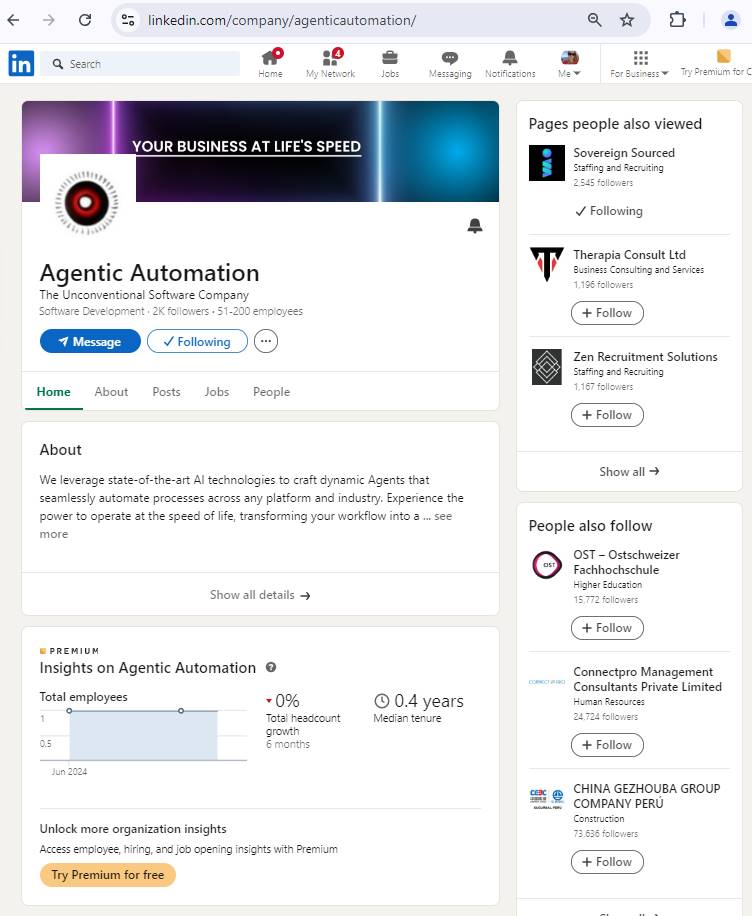 linkedin.com/company/agenticautomation/
in
Search
Home
4
My Network
Jobs
Messaging
Notifications
Me
For Business
Try Premium for C
YOUR BUSINESS AT LIFE'S SPEED
Agentic Automation
The Unconventional Software Company
Software Development · 2K followers · 51-200 employees
Message
Following
Home
About
Posts
Jobs
People
About
We leverage state-of-the-art AI technologies to craft dynamic Agents that
seamlessly automate processes across any platform and industry. Experience the
power to operate at the speed of life, transforming your workflow into a ... see
more
Show all details →
PREMIUM
Insights on Agentic Automation
Total employees
1
0.5
Jun 2024
0%
Total headcount
growth
6 months
0.4 years
Median tenure
Unlock more organization insights
Access employee, hiring, and job opening insights with Premium
Try Premium for free
Pages people also viewed
Sovereign Sourced
Staffing and Recruiting
2,545 followers
Following
Therapia Consult Ltd
Business Consulting and Services
1,196 followers
+ Follow
Zen Recruitment Solutions
Staffing and Recruiting
1,167 followers
+ Follow
Show all →
People also follow
OST
OST – Ostschweizer
Fachhochschule
Higher Education
15,772 followers
+ Follow
Connectpro Management
Consultants Private Limited
Human Resources
24,724 followers
+ Follow
CHINA GEZHOUBA GROUP
COMPANY PERÚ
Construction
73,636 followers
+ Follow